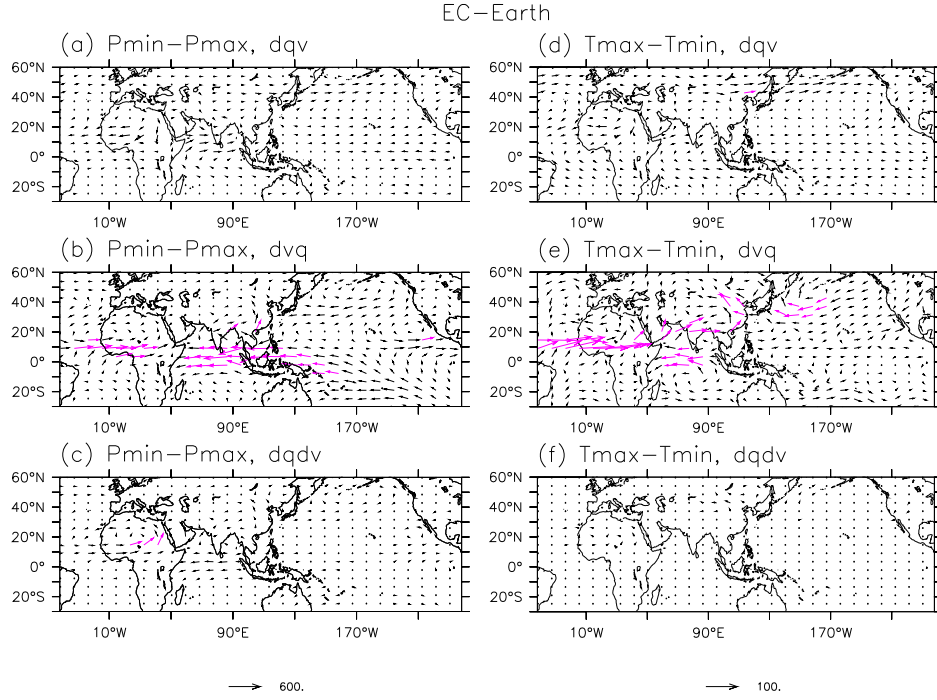 EC−Earth
(a) Pmin−Pmax, dqv
60°N
40°N
20°N
0°
20°S
10°W 90°E 170°W
(d) Tmax−Tmin, dqv
60°N
40°N
20°N
0°
20°S
10°W 90°E 170°W
(b) Pmin−Pmax, dvq
60°N
40°N
20°N
0°
20°S
10°W 90°E 170°W
(e) Tmax−Tmin, dvq
60°N
40°N
20°N
0°
20°S
10°W 90°E 170°W
(c) Pmin−Pmax, dqdv
60°N
40°N
20°N
0°
20°S
10°W 90°E 170°W
(f) Tmax−Tmin, dqdv
60°N
40°N
20°N
0°
20°S
10°W 90°E 170°W
600.
100.